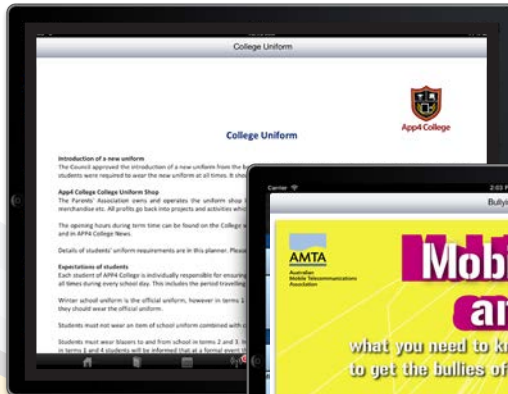 College Uniform
App4 College
College Uniform
Introduction of a new uniform
The Council approved the introduction of a new uniform from the
students were required to wear the new uniform at all times. It
App4 College College Uniform Shop
The Parents' Association owns and operates the uniform shop
merchandise etc. All profits go back into projects and activities
The opening hours during term time can be found on the College
and in APP4 College News.
Details of students' uniform requirements are in this planner. Please
Expectations of students
Each student of APP4 College is individually responsible for ensuring
all times during every school day. This includes the period travelling
Winter school uniform is the official uniform, however in terms 1
they should wear the official uniform.
Students must not wear an item of school uniform combined with
Students must wear blazers to and from school in terms 2 and 3.
in terms 1 and 4 students will be informed that at a formal event
Carrier
2:03 P
Bullyi
AMTA
Australian
Mobile Telecommunications
Association
Mobi
an
what you need to k
to get the bullies of